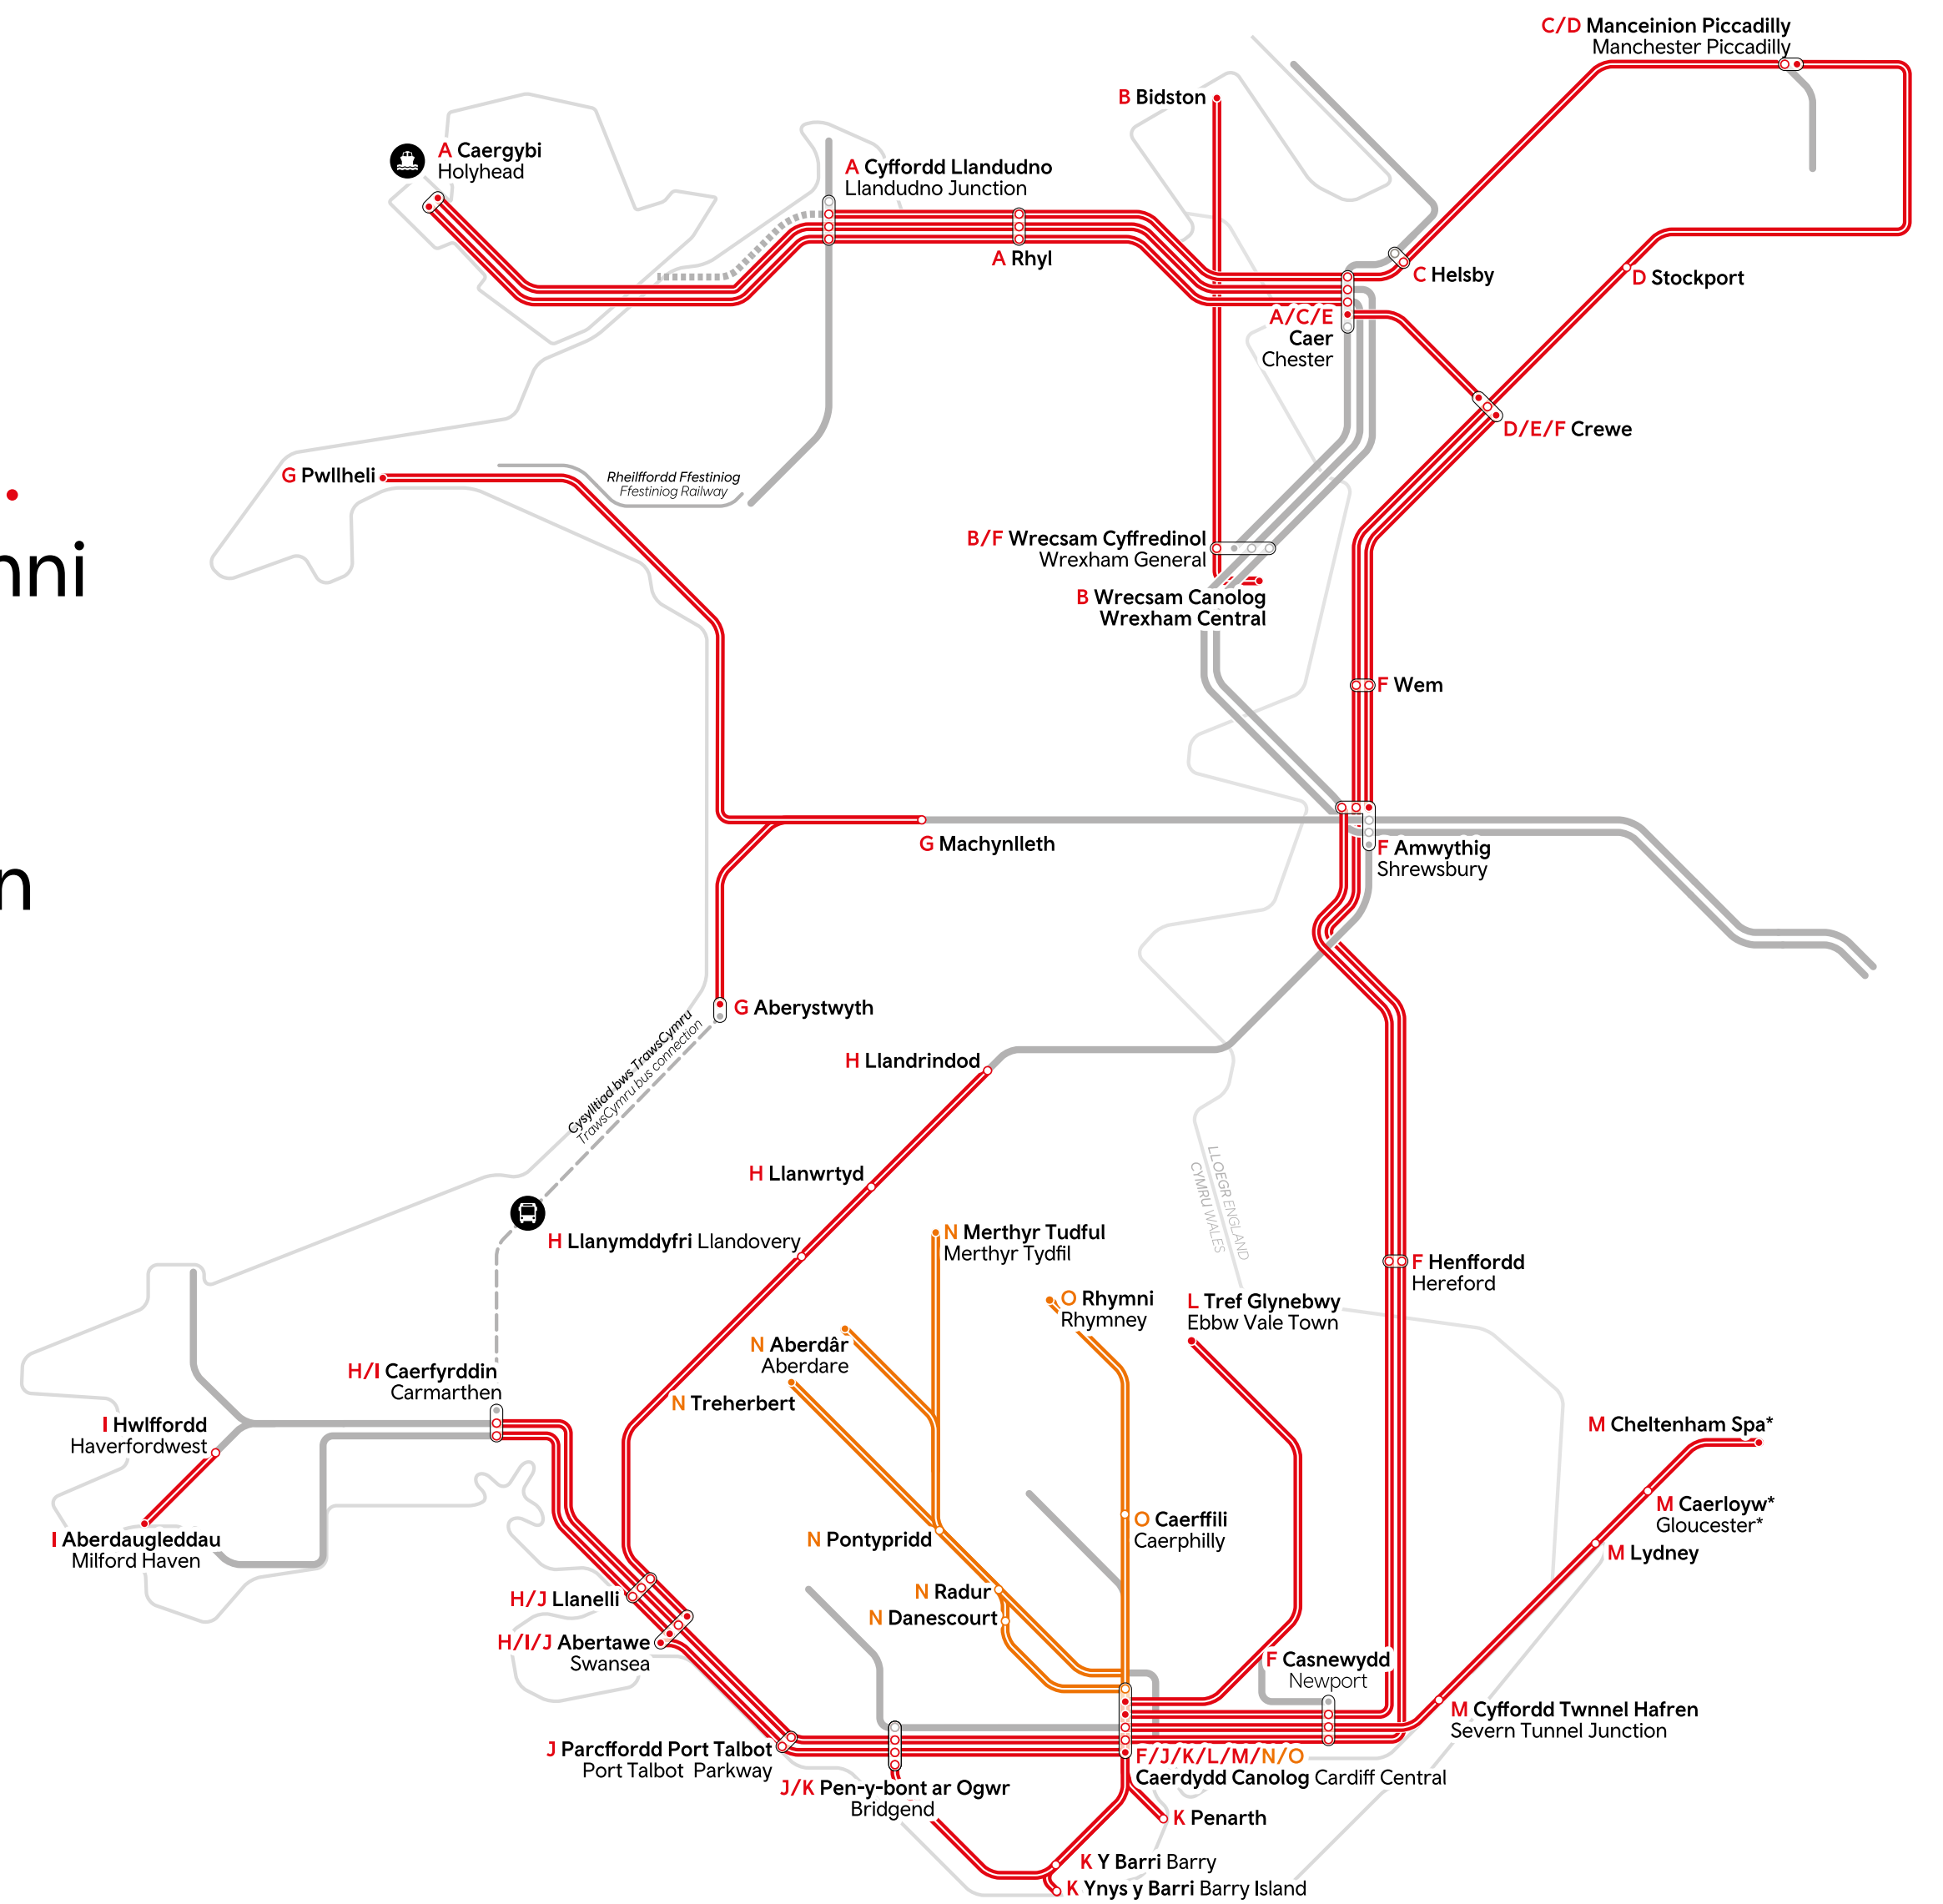 C/D Manceinion Piccadilly
Manchester Piccadilly
B Bidston
A Caergybi
Holyhead
A Cyffordd Llandudno
Llandudno Junction
A Rhyl
C Helsby
D Stockport
A/C/E
Caer
Chester
D/E/F Crewe
G Pwllheli
Rheilffordd Ffestiniog
Ffestiniog Railway
nni
B/F Wrecsam Cyffredinol
Wrexham General
B Wrecsam Canolog
Wrexham Central
F Wem
G Machynlleth
F Amwythig
Shrewsbury
n
G Aberystwyth
Cysylltiad bws TrawsCymru
TrawsCymru bus connection
H Llandrindod
H Llanwrtyd
LLOEGR ENGLAND
CYMRU WALES
H Llanymddyfri Llandovery
N Merthyr Tudful
Merthyr Tydfil
F Henffordd
Hereford
O Rhymni
Rhymney
L Tref Glynebwy
Ebbw Vale Town
N Aberdâr
Aberdare
H/I Caerfyrddin
Carmarthen
N Treherbert
I Hwlffordd
Haverfordwest
M Cheltenham Spa*
M Caerloyw*
Gloucester*
O Caerffili
Caerphilly
I Aberdaugleddau
Milford Haven
N Pontypridd
M Lydney
N Radur
H/J Llanelli
N Danescourt
H/I/J Abertawe
Swansea
F Casnewydd
Newport
M Cyffordd Twnnel Hafren
Severn Tunnel Junction
J Parcffordd Port Talbot
Port Talbot Parkway
F/J/K/L/M/N/O
Caerdydd Canolog Cardiff Central
J/K Pen-y-bont ar Ogwr
Bridgend
K Penarth
K Y Barri Barry
K Ynys y Barri Barry Island